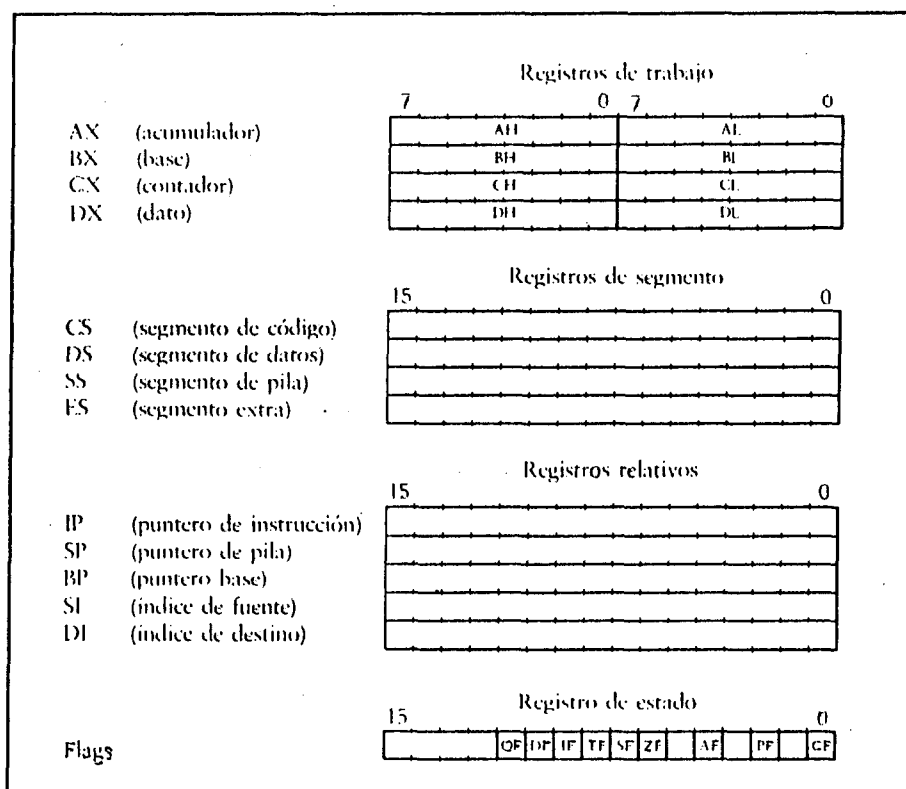 Registros de trabajo
7 0 7 0
AX (acumulador) AH AL
BX (base) BH BL
CX (contador) CH CL
DX (dato) DH DL
Registros de segmento
15 0
CS (segmento de código)
DS (segmento de datos)
SS (segmento de pila)
ES (segmento extra)
Registros relativos
15 0
IP (puntero de instrucción)
SP (puntero de pila)
BP (puntero base)
SI (índice de fuente)
DI (índice de destino)
Registro de estado
15 0
Flags OF DF IF TF SF ZF AF PF CF